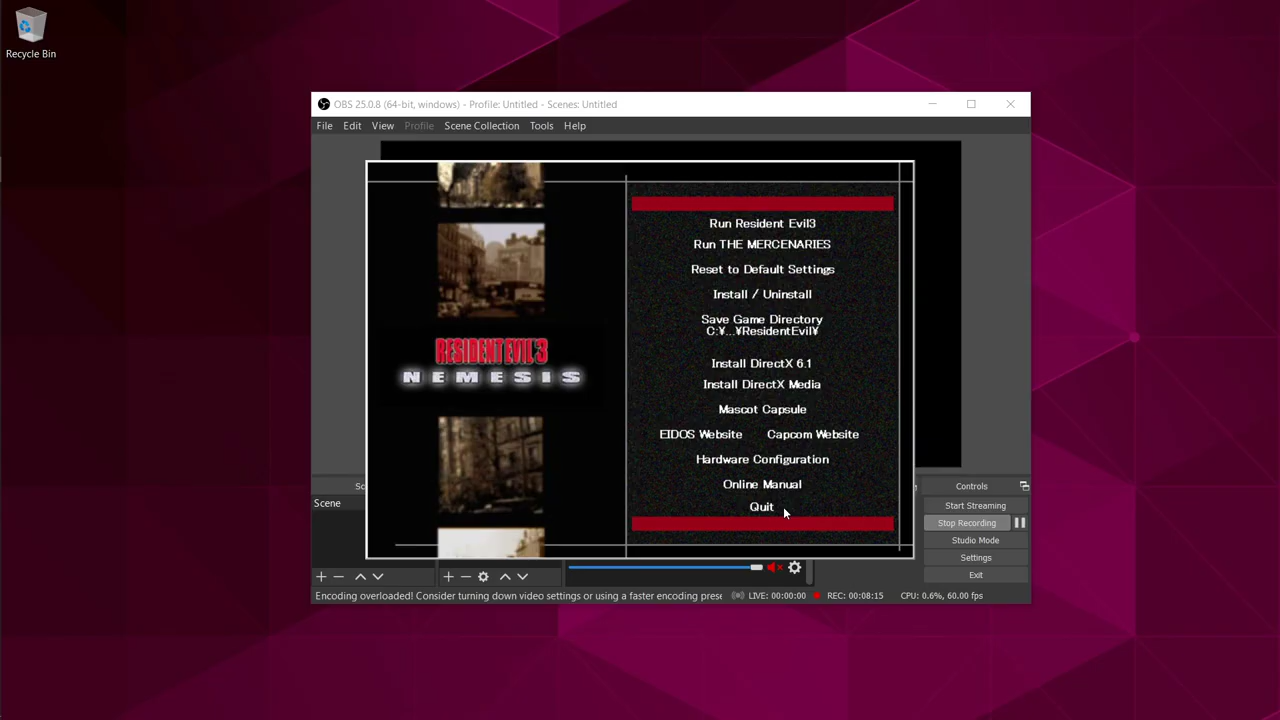 Recycle Bin
OBS 25.0.8 (64-bit, windows) - Profile: Untitled - Scenes: Untitled
File Edit View Profile Scene Collection Tools Help
RESIDENT EVIL 3
NEMESIS
Run Resident Evil3
Run THE MERCENARIES
Reset to Default Settings
Install / Uninstall
Save Game Directory
C:¥...¥ResidentEvil¥
Install DirectX 6.1
Install DirectX Media
Mascot Capsule
EIDOS Website Capcom Website
Hardware Configuration
Online Manual
Quit
Scene
Controls
Start Streaming
Stop Recording
Studio Mode
Settings
Exit
Encoding overloaded! Consider turning down video settings or using a faster encoding prese
LIVE: 00:00:00
REC: 00:08:15
CPU: 0.6%, 60.00 fps